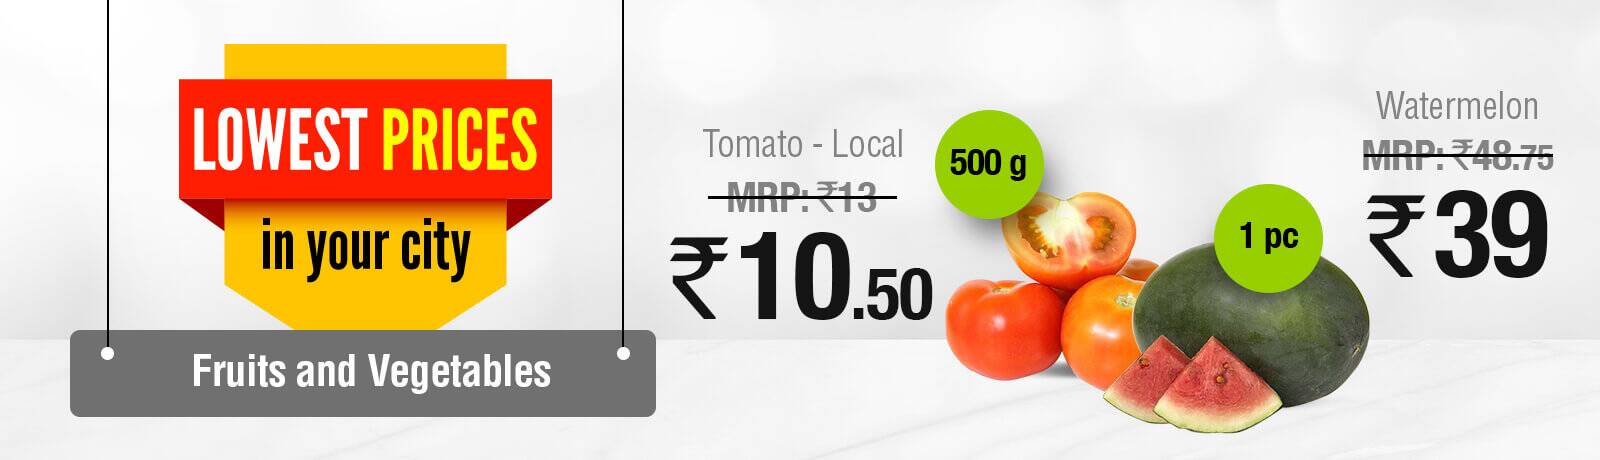 LOWEST PRICES
in your city
Fruits and Vegetables
Tomato - Local
MRP: ₹13
₹10.50
500 g
1 pc
Watermelon
MRP: ₹48.75
₹39